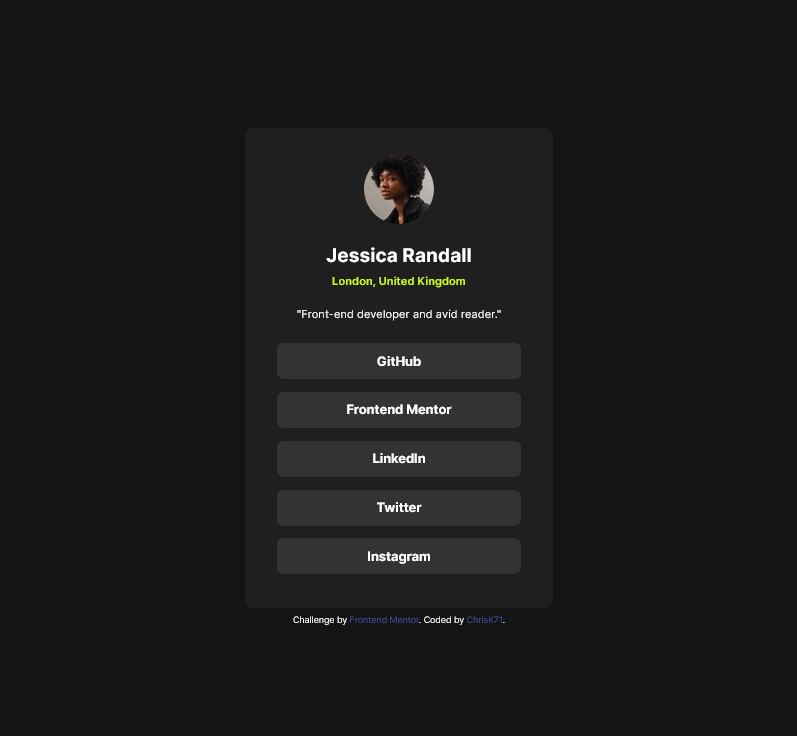 Jessica Randall
London, United Kingdom
"Front-end developer and avid reader."
GitHub
Frontend Mentor
LinkedIn
Twitter
Instagram
Challenge by Frontend Mentor. Coded by ChrisK71.